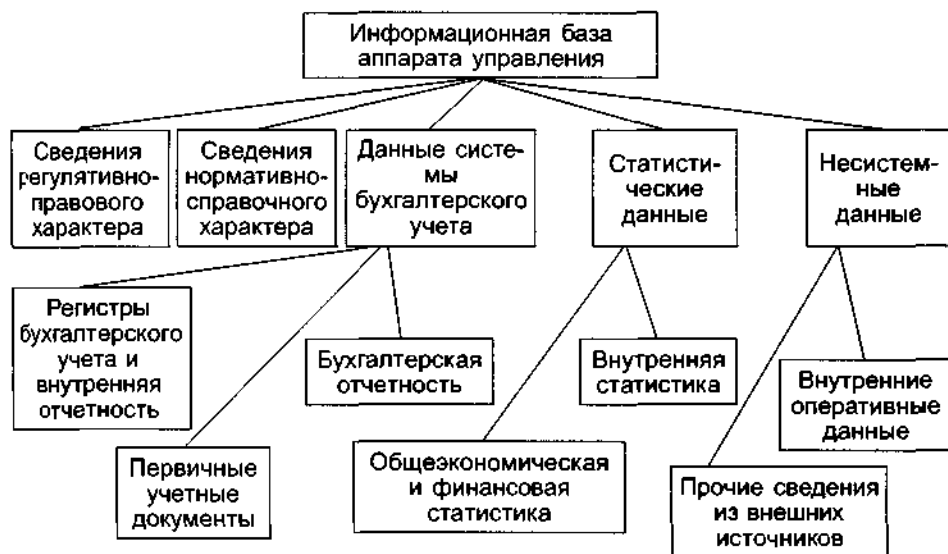 Информационная база
аппарата управления
Сведения
регулятивно-
правового
характера
Сведения
нормативно-
справочного
характера
Данные систе-
мы
бухгалтерского
учета
Статисти-
ческие
данные
Несистем-
ные
данные
Регистры
бухгалтерского
учета и
внутренняя
отчетность
Бухгалтерская
отчетность
Внутренняя
статистика
Внутренние
оперативные
данные
Первичные
учетные
документы
Общеэкономическая
и финансовая
статистика
Прочие сведения
из внешних
источников